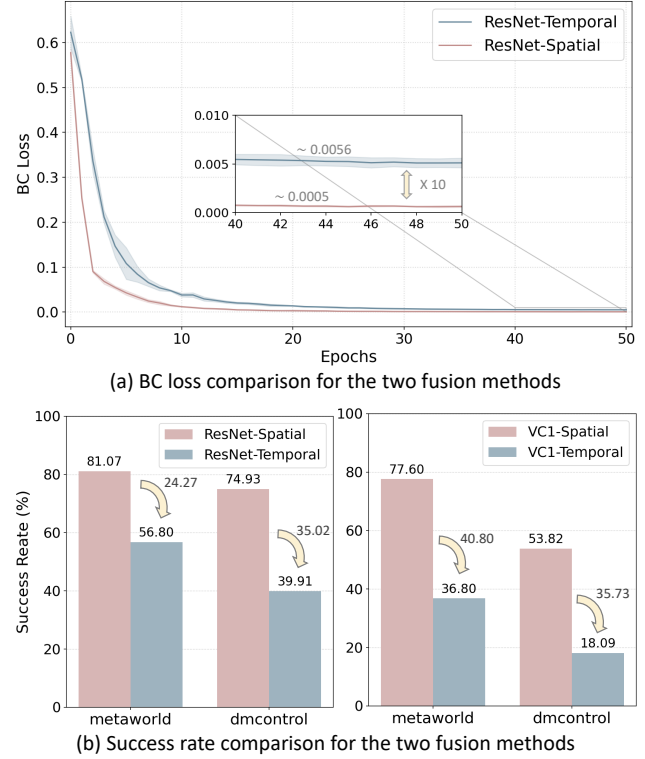 ResNet-Temporal
ResNet-Spatial
BC Loss
0.6
0.5
0.4
0.3
0.2
0.1
0.0
0.010
0.005
0.000
~ 0.0056
~ 0.0005
X 10
40 42 44 46 48 50
0 10 20 30 40 50
Epochs
(a) BC loss comparison for the two fusion methods
Success Reate (%)
100
80
60
40
20
0
ResNet-Spatial
ResNet-Temporal
81.07
24.27
56.80
74.93
35.02
39.91
metaworld dmcontrol
100
80
60
40
20
0
VC1-Spatial
VC1-Temporal
77.60
40.80
36.80
53.82
35.73
18.09
metaworld dmcontrol
(b) Success rate comparison for the two fusion methods